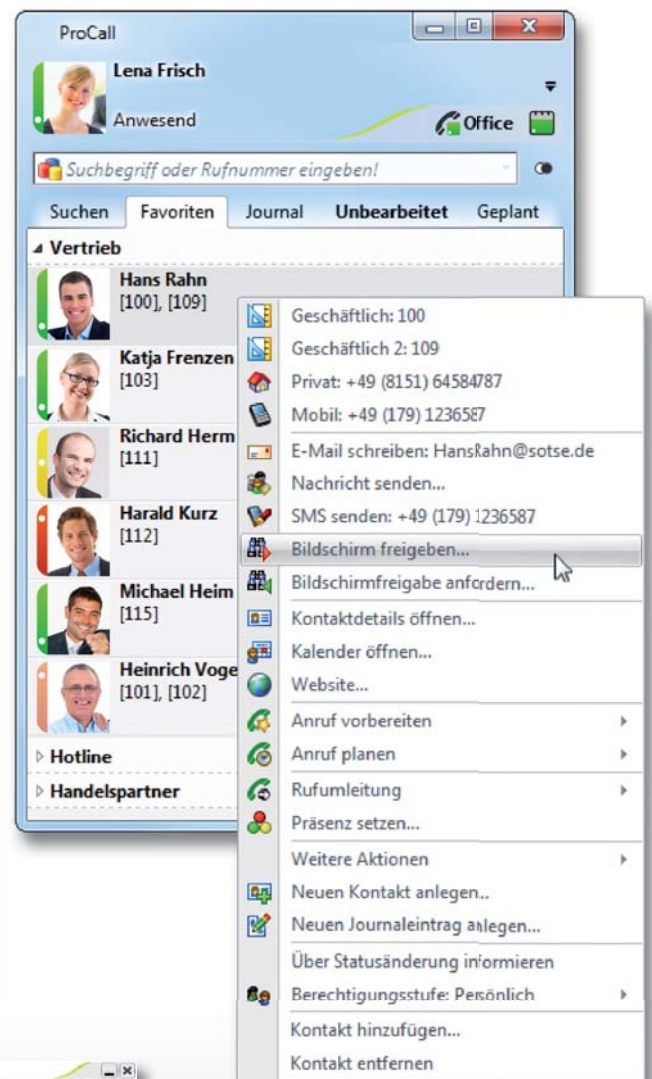 ProCall
Lena Frisch
Anwesend
Office
Suchbegriff oder Rufnummer eingeben!
Suchen Favoriten Journal Unbearbeitet Geplant
Vertrieb
Hans Rahn
[100], [109]
Katja Frenzen
[103]
Richard Herm
[111]
Harald Kurz
[112]
Michael Heim
[115]
Heinrich Voge
[101], [102]
Hotline
Handelspartner
Geschäftlich: 100
Geschäftlich 2: 109
Privat: +49 (8151) 64584787
Mobil: +49 (179) 1236587
E-Mail schreiben: HansRahn@sotse.de
Nachricht senden...
SMS senden: +49 (179) 1236587
Bildschirm freigeben...
Bildschirmfreigabe anfordern...
Kontaktdetails öffnen...
Kalender öffnen...
Website...
Anruf vorbereiten
Anruf planen
Rufumleitung
Präsenz setzen...
Weitere Aktionen
Neuen Kontakt anlegen...
Neuen Journaleintrag anlegen...
Über Statusänderung informieren
Berechtigungsstufe: Persönlich
Kontakt hinzufügen...
Kontakt entfernen